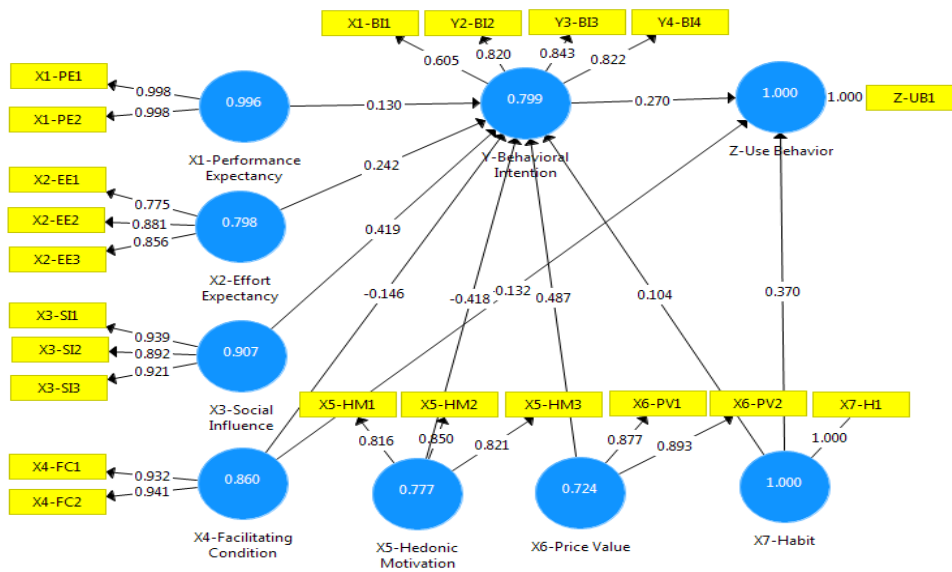 X1-BI1
Y2-BI2
Y3-BI3
Y4-BI4
0.605
0.820
0.843
0.822
X1-PE1
X1-PE2
0.998
0.998
0.996
X1-Performance
Expectancy
0.130
0.799
Y-Behavioral
Intention
0.270
1.000
Z-Use Behavior
1.000
Z-UB1
X2-EE1
X2-EE2
X2-EE3
0.775
0.881
0.856
0.798
X2-Effort
Expectancy
0.242
0.419
-0.146
-0.418
-0.132
0.487
0.104
0.370
X3-SI1
X3-SI2
X3-SI3
0.939
0.892
0.921
0.907
X3-Social
Influence
X4-FC1
X4-FC2
0.932
0.941
0.860
X4-Facilitating
Condition
X5-HM1
X5-HM2
X5-HM3
0.816
0.850
0.821
0.777
X5-Hedonic
Motivation
X6-PV1
X6-PV2
0.877
0.893
0.724
X6-Price Value
X7-H1
1.000
1.000
X7-Habit